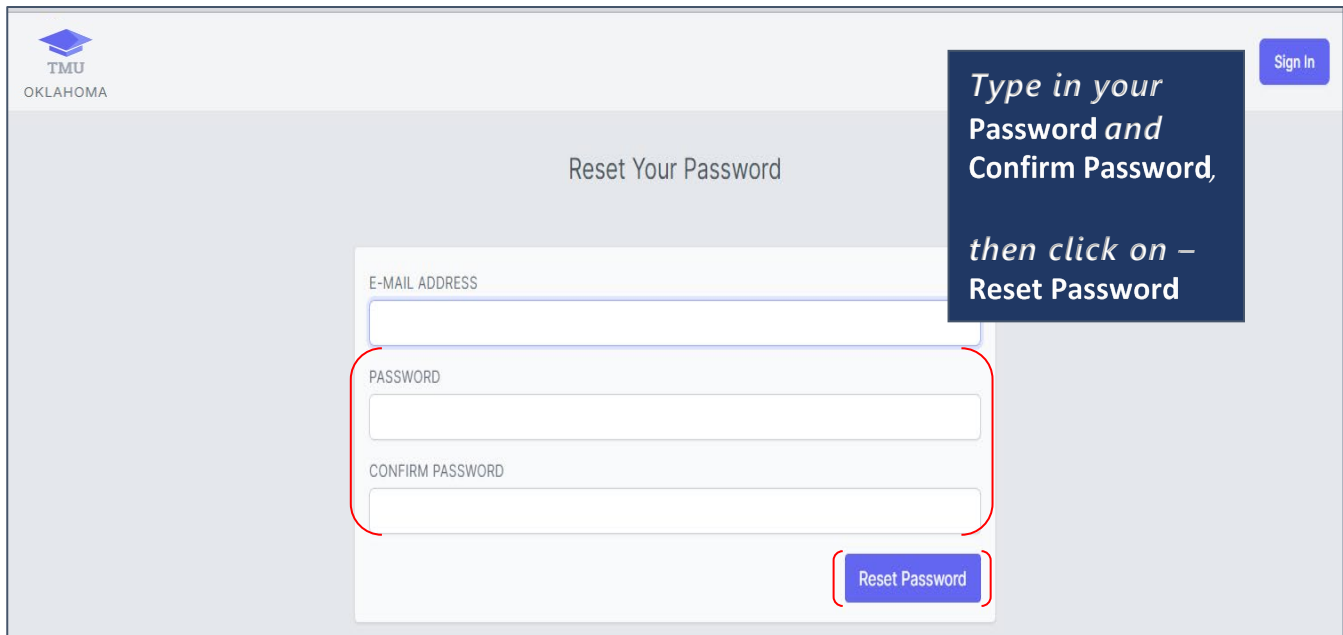 TMU
OKLAHOMA
Sign In
Type in your
Password and
Confirm Password,
then click on –
Reset Password
Reset Your Password
E-MAIL ADDRESS
PASSWORD
CONFIRM PASSWORD
Reset Password